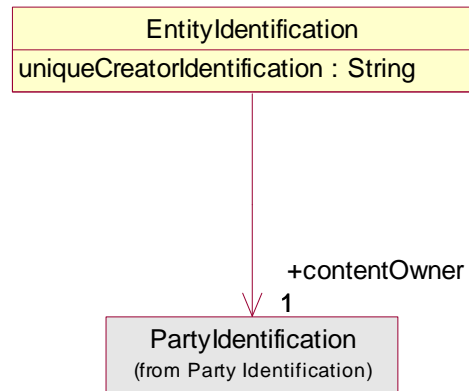 EntityIdentification
uniqueCreatorIdentification : String
+contentOwner
1
PartyIdentification
(from Party Identification)